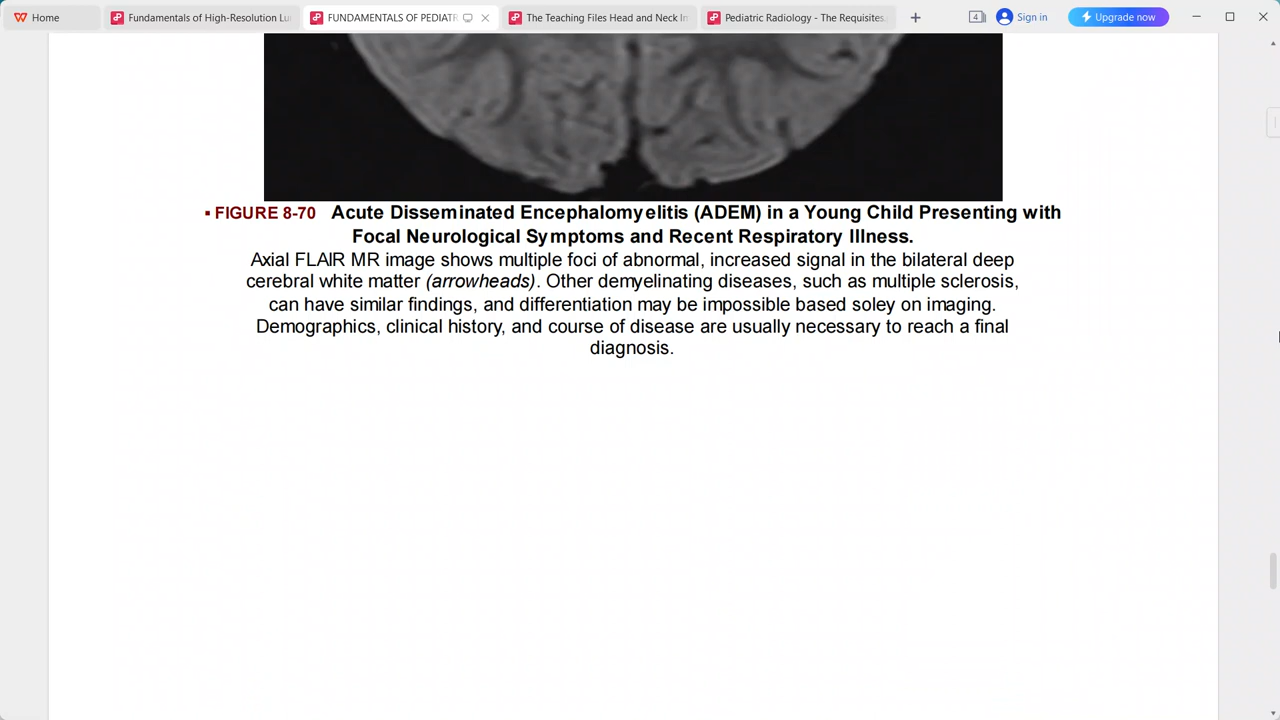 Home
Fundamentals of High-Resolution Lu
FUNDAMENTALS OF PEDIATR
The Teaching Files Head and Neck In
Pediatric Radiology - The Requisites.
4
Sign in
Upgrade now
▪ FIGURE 8-70 Acute Disseminated Encephalomyelitis (ADEM) in a Young Child Presenting with
Focal Neurological Symptoms and Recent Respiratory Illness.
Axial FLAIR MR image shows multiple foci of abnormal, increased signal in the bilateral deep
cerebral white matter (arrowheads). Other demyelinating diseases, such as multiple sclerosis,
can have similar findings, and differentiation may be impossible based soley on imaging.
Demographics, clinical history, and course of disease are usually necessary to reach a final
diagnosis.